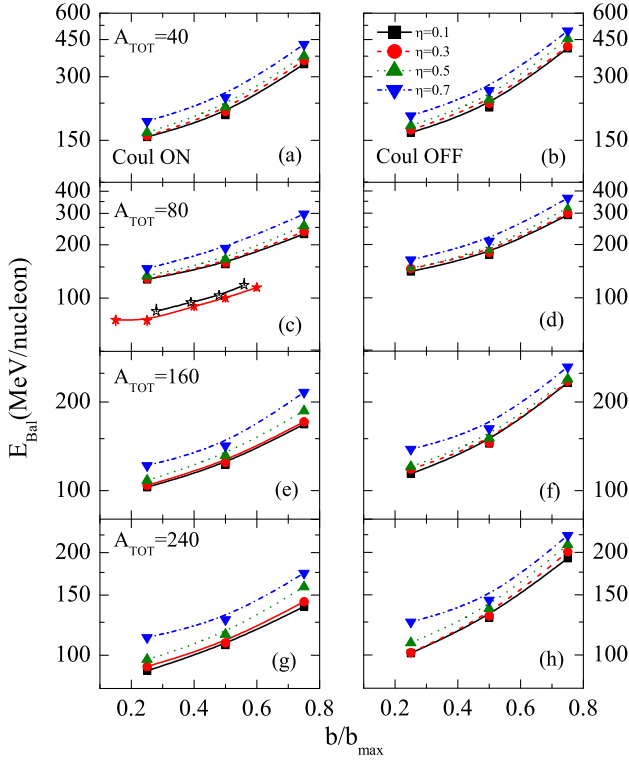 600
450
300
150
A_TOT=40
Coul ON
(a)
η=0.1
η=0.3
η=0.5
η=0.7
Coul OFF
(b)
600
450
300
150
400
300
200
100
A_TOT=80
(c)
(d)
400
300
200
100
E_Bal(MeV/nucleon)
200
100
A_TOT=160
(e)
(f)
200
100
200
150
100
A_TOT=240
(g)
(h)
200
150
100
0.2 0.4 0.6 0.8 0.2 0.4 0.6 0.8
b/b_max